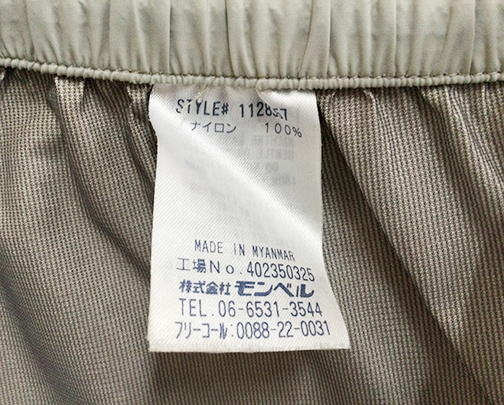 STYLE#
ナイロン 100%
MADE IN MYANMAR
工場No.402350325
株式会社モンベル
TEL.06-6531-3544
フリーコール:0088-22-0031